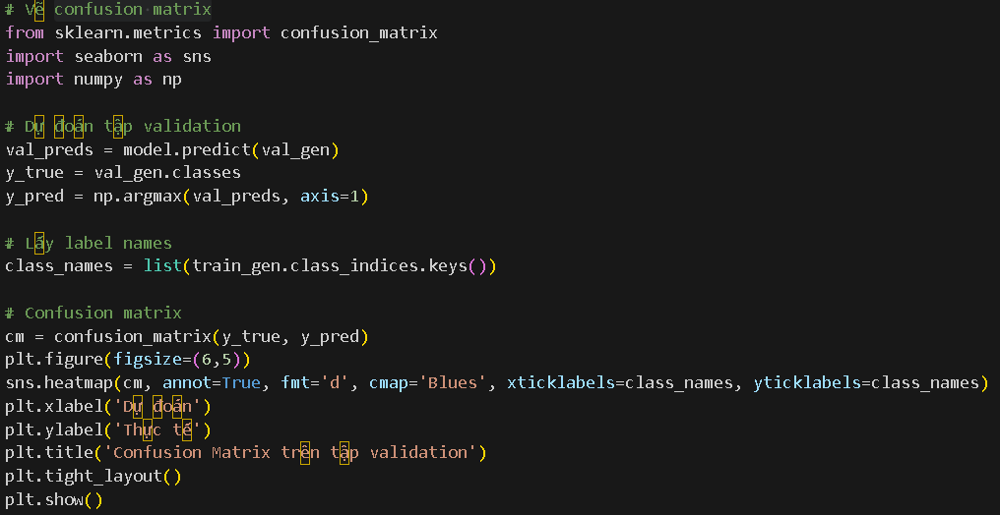 # Vẽ confusion matrix
from sklearn.metrics import confusion_matrix
import seaborn as sns
import numpy as np
# Dự đoán tập validation
val_preds = model.predict(val_gen)
y_true = val_gen.classes
y_pred = np.argmax(val_preds, axis=1)
# Lấy label names
class_names = list(train_gen.class_indices.keys())
# Confusion matrix
cm = confusion_matrix(y_true, y_pred)
plt.figure(figsize=(6,5))
sns.heatmap(cm, annot=True, fmt='d', cmap='Blues', xticklabels=class_names, yticklabels=class_names)
plt.xlabel('Dự đoán')
plt.ylabel('Thực tế')
plt.title('Confusion Matrix trên tập validation')
plt.tight_layout()
plt.show()